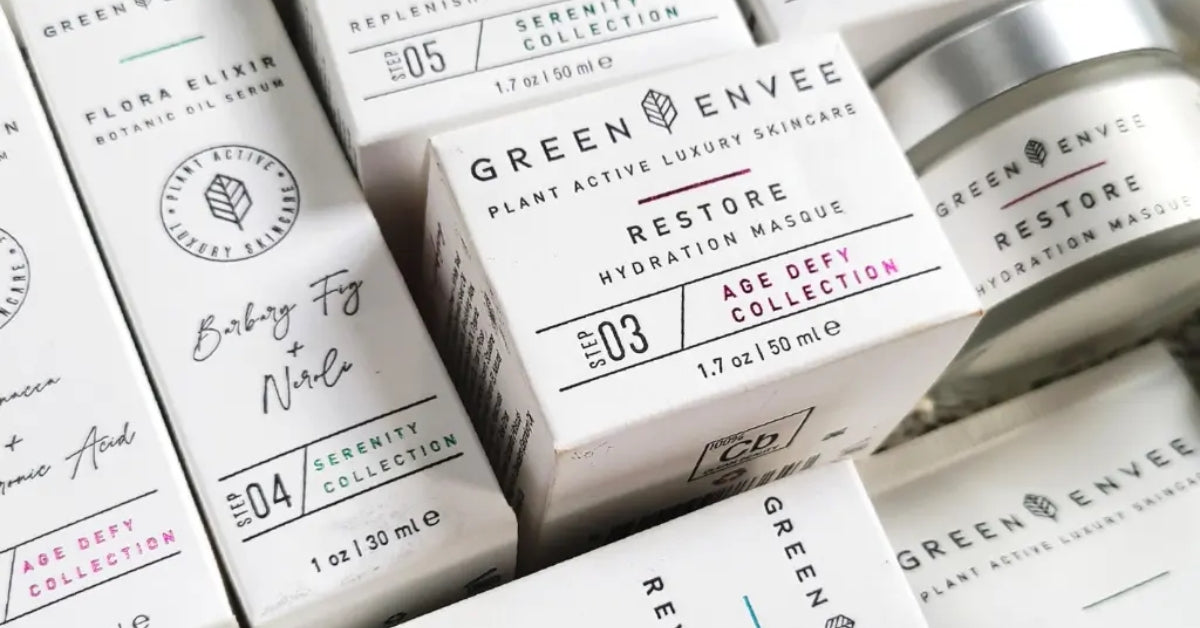 GREEN
FLORA ELIXIR
BOTANIC OIL SERUM
PLANT ACTIVE
LUXURY SKINCARE
Barbary Fig
+
Neroli
STEP 04
SERENITY
COLLECTION
1 oz | 30 ml e
+
Acid
AGE DEFY
COLLECTION
STEP 05
SERENITY
COLLECTION
1.7 oz | 50 ml e
GREEN ENVEE
PLANT ACTIVE LUXURY SKINCARE
RESTORE
HYDRATION MASQUE
STEP 03
AGE DEFY
COLLECTION
1.7 oz | 50 ml e
100%
Cb
GREEN ENVEE
RESTORE
HYDRATION MASQUE
GREEN
GREEN ENVEE
PLANT ACTIVE LUXURY